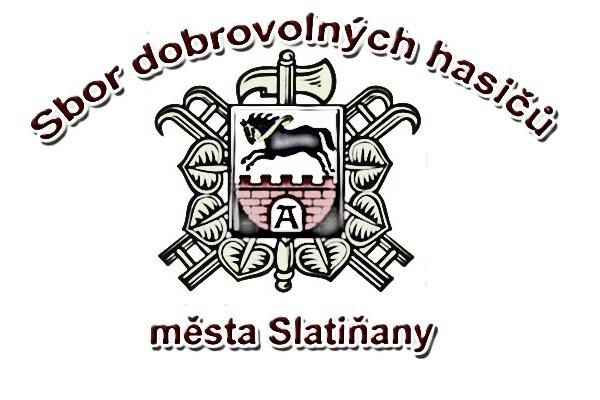 Sbor dobrovolných hasičů
A
města Slatiňany